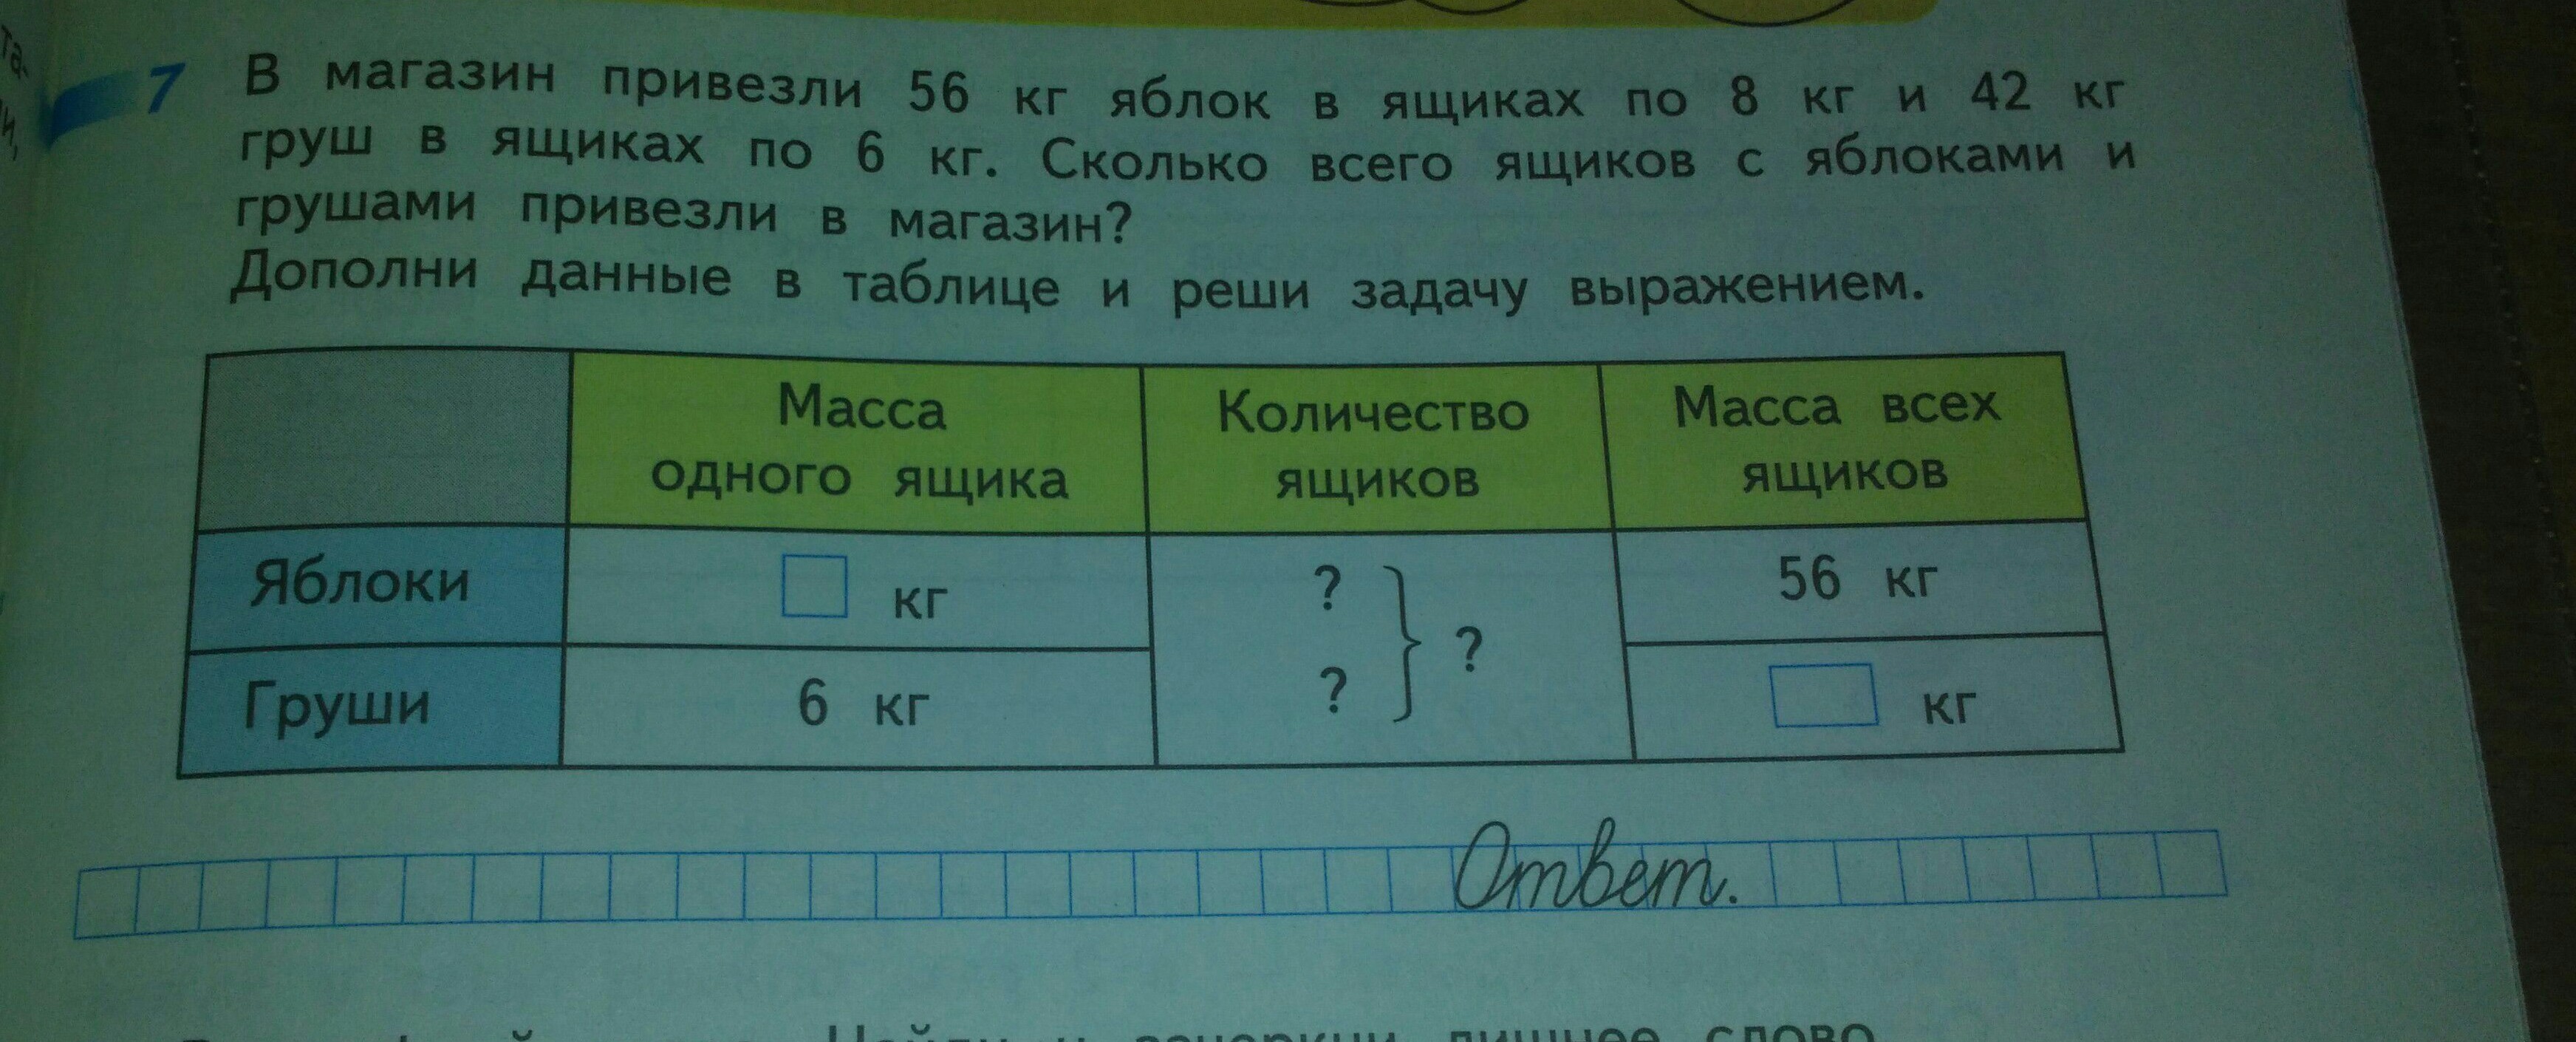 7 В магазин привезли 56 кг яблок в ящиках по 8 кг и 42 кг
груш в ящиках по 6 кг. Сколько всего ящиков с яблоками и
грушами привезли в магазин?
Дополни данные в таблице и реши задачу выражением.
Масса одного ящика
Количество ящиков
Масса всех ящиков
Яблоки
кг
?
56 кг
?
Груши
6 кг
?
кг
Ответ.
лишнее слово